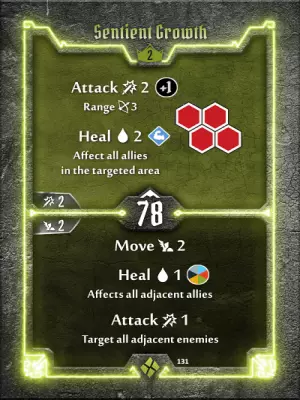 Sentient Growth
2
Attack 2 +1
Range 3
Heal 2
Affect all allies
in the targeted area
2
78
2
Move 2
Heal 1
Affects all adjacent allies
Attack 1
Target all adjacent enemies
131